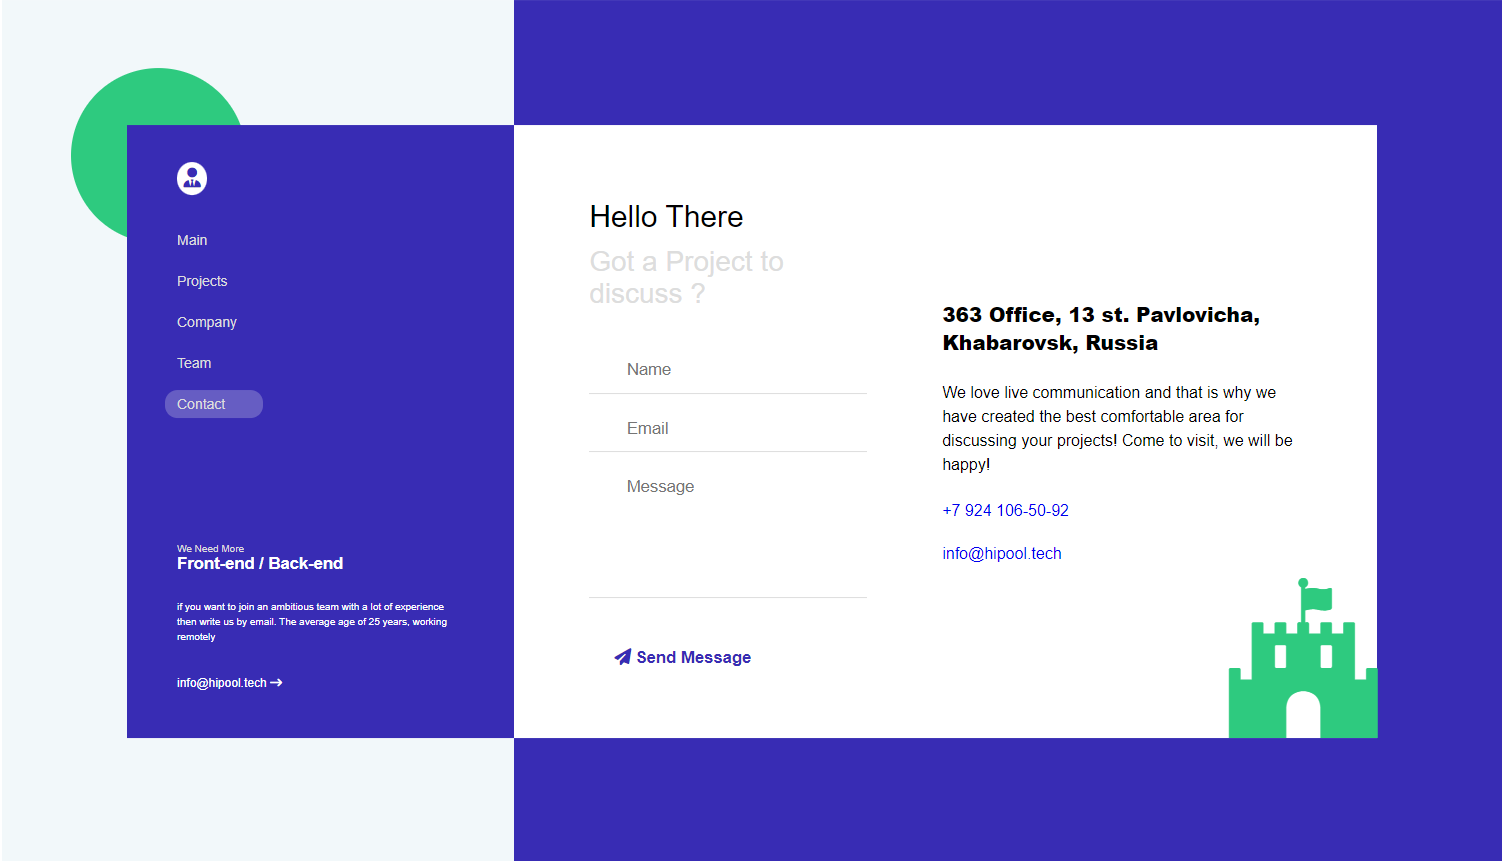 Main
Projects
Company
Team
Contact
We Need More
Front-end / Back-end
if you want to join an ambitious team with a lot of experience
then write us by email. The average age of 25 years, working
remotely
info@hipool.tech
Hello There
Got a Project to
discuss ?
Name
Email
Message
Send Message
363 Office, 13 st. Pavlovicha,
Khabarovsk, Russia
We love live communication and that is why we
have created the best comfortable area for
discussing your projects! Come to visit, we will be
happy!
+7 924 106-50-92
info@hipool.tech